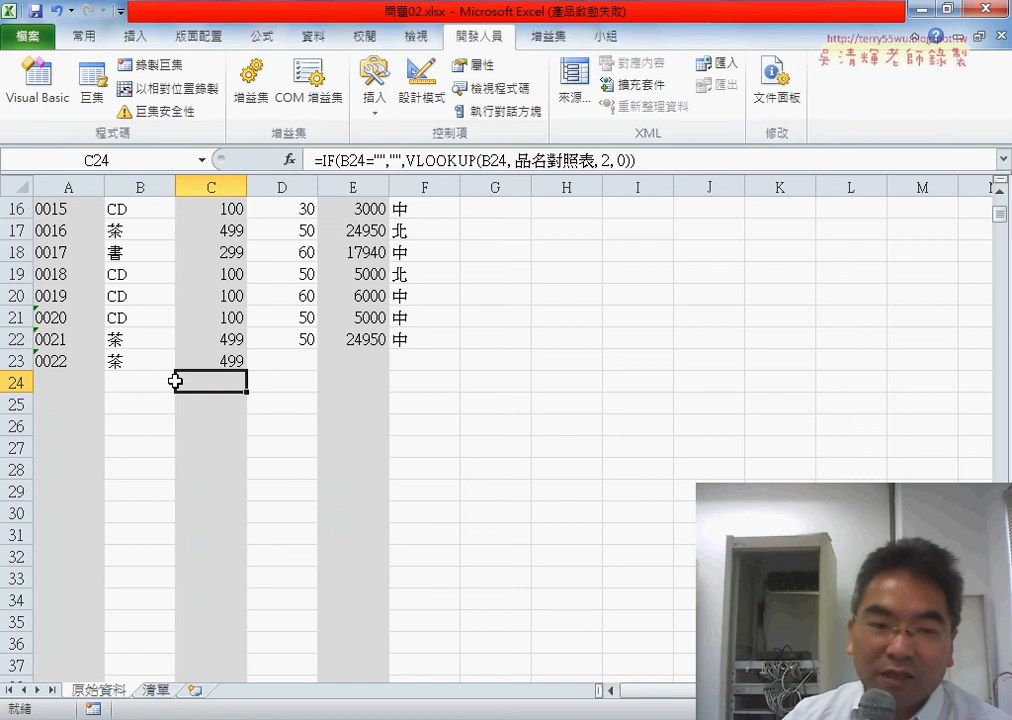 問題02.xlsx - Microsoft Excel (產品啟動失敗)
檔案 常用 插入 版面配置 公式 資料 校閱 檢視 開發人員 增益集 小組
http://terry55wu.blogspot.tw/
吳清輝老師錄製
Visual Basic
巨集
錄製巨集
以相對位置錄製
巨集安全性
程式碼
增益集
COM 增益集
增益集
插入
設計模式
屬性
檢視程式碼
執行對話方塊
控制項
來源...
對應內容
擴充套件
重新整理資料
匯入
匯出
XML
文件面板
修改
C24 fx =IF(B24="","",VLOOKUP(B24,品名對照表,2,0))
A B C D E F G H I J K L M
16 0015 CD 100 30 3000 中
17 0016 茶 499 50 24950 北
18 0017 書 299 60 17940 中
19 0018 CD 100 50 5000 北
20 0019 CD 100 60 6000 中
21 0020 CD 100 50 5000 中
22 0021 茶 499 50 24950 中
23 0022 茶 499
24
25
26
27
28
29
30
31
32
33
34
35
36
37
原始資料 清單
就緒